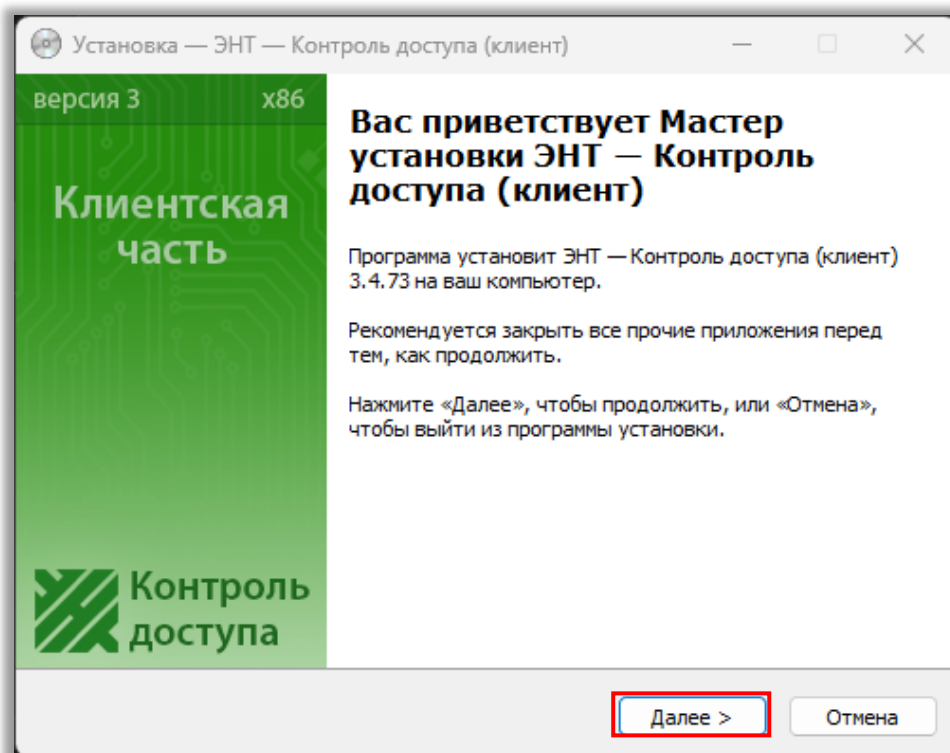 Установка — ЭНТ — Контроль доступа (клиент)
версия 3 x86
Клиентская
часть
Вас приветствует Мастер
установки ЭНТ — Контроль
доступа (клиент)
Программа установит ЭНТ — Контроль доступа (клиент)
3.4.73 на ваш компьютер.
Рекомендуется закрыть все прочие приложения перед
тем, как продолжить.
Нажмите «Далее», чтобы продолжить, или «Отмена»,
чтобы выйти из программы установки.
Контроль
доступа
Далее >
Отмена